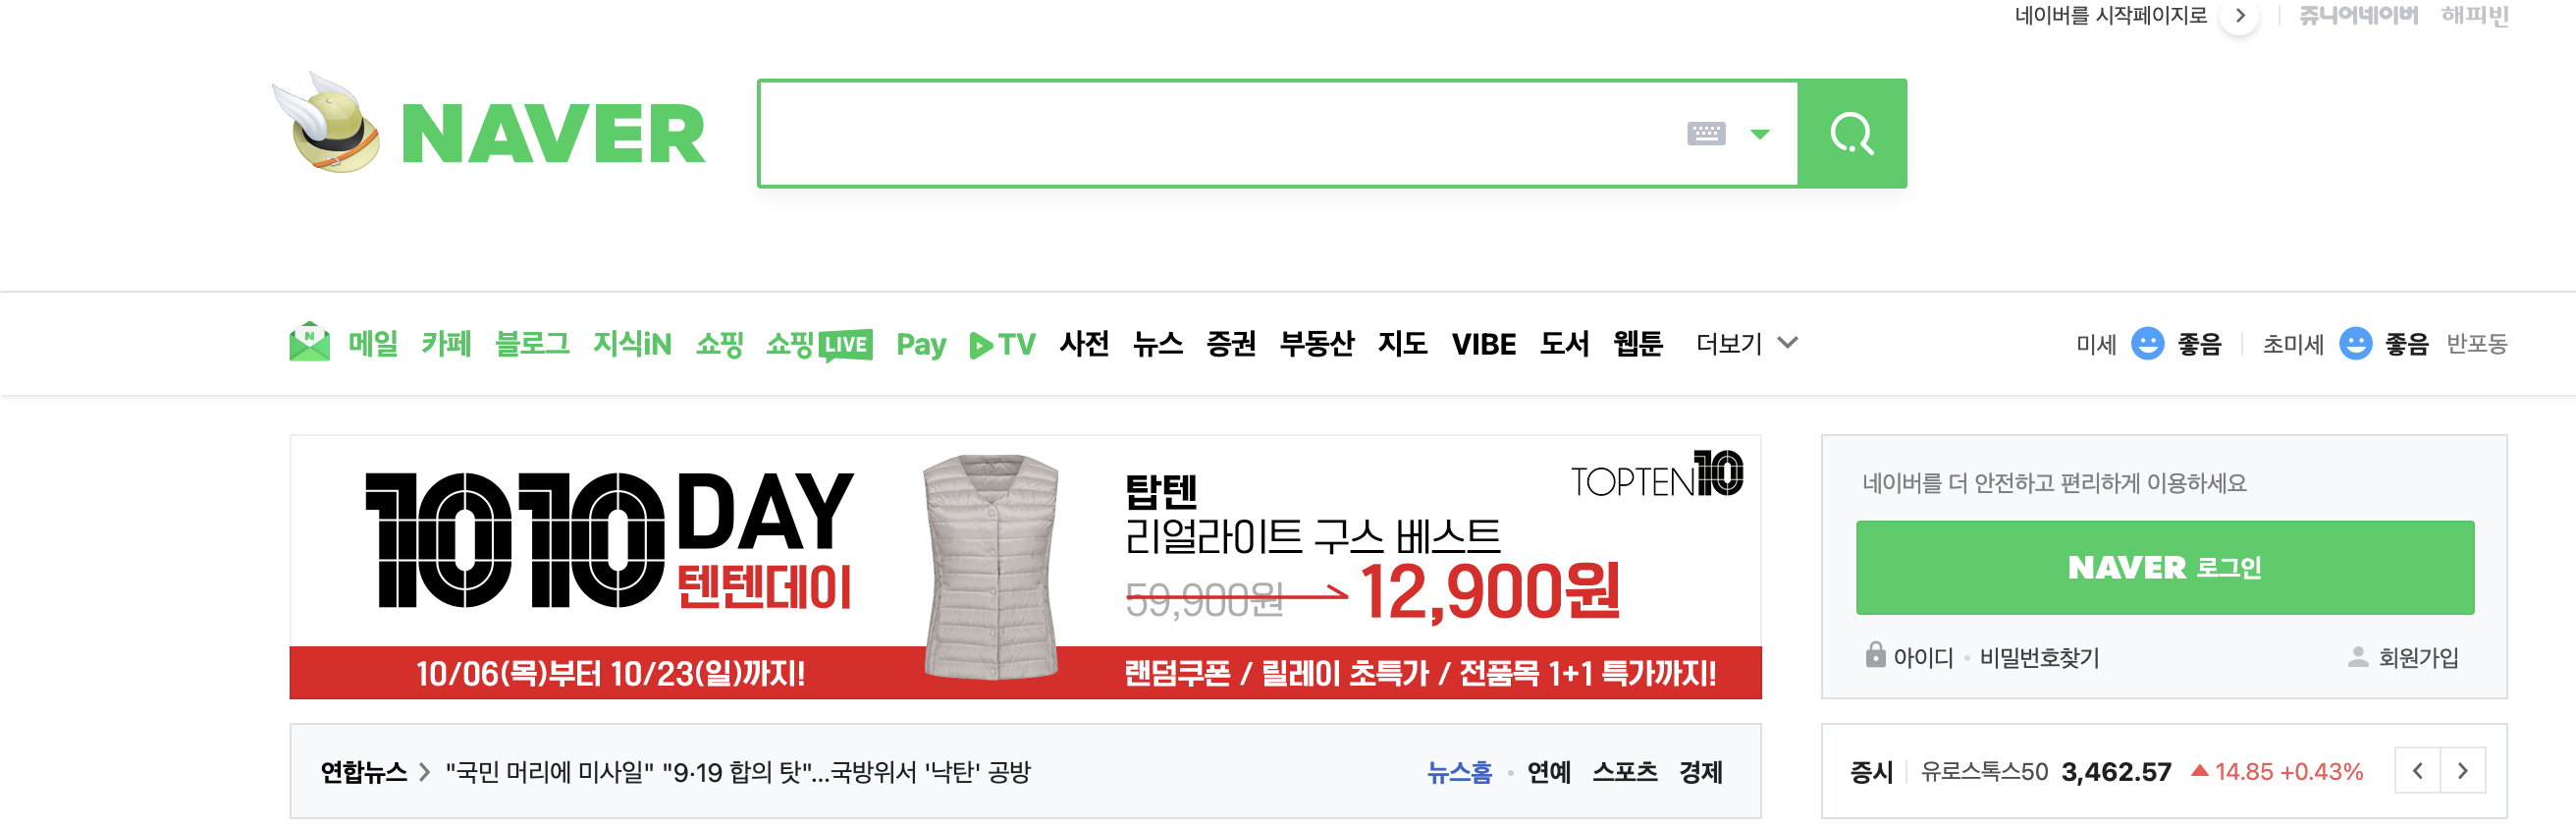 네이버를 시작페이지로 쥬니어네이버 해피빈
NAVER
메일 카페 블로그 지식iN 쇼핑 쇼핑LIVE Pay TV 사전 뉴스 증권 부동산 지도 VIBE 도서 웹툰 더보기 미세 좋음 초미세 좋음 반포동
1010 DAY
텐텐데이
10/06(목)부터 10/23(일)까지!
탑텐
TOPTEN10
리얼라이트 구스 베스트
59,900원 12,900원
랜덤쿠폰 / 릴레이 초특가 / 전품목 1+1 특가까지!
네이버를 더 안전하고 편리하게 이용하세요
NAVER 로그인
아이디 · 비밀번호찾기 회원가입
연합뉴스 > "국민 머리에 미사일" "9·19 합의 탓"...국방위서 '낙탄' 공방 뉴스홈 · 연예 스포츠 경제
증시 유로스톡스50 3,462.57 ▲ 14.85 +0.43%